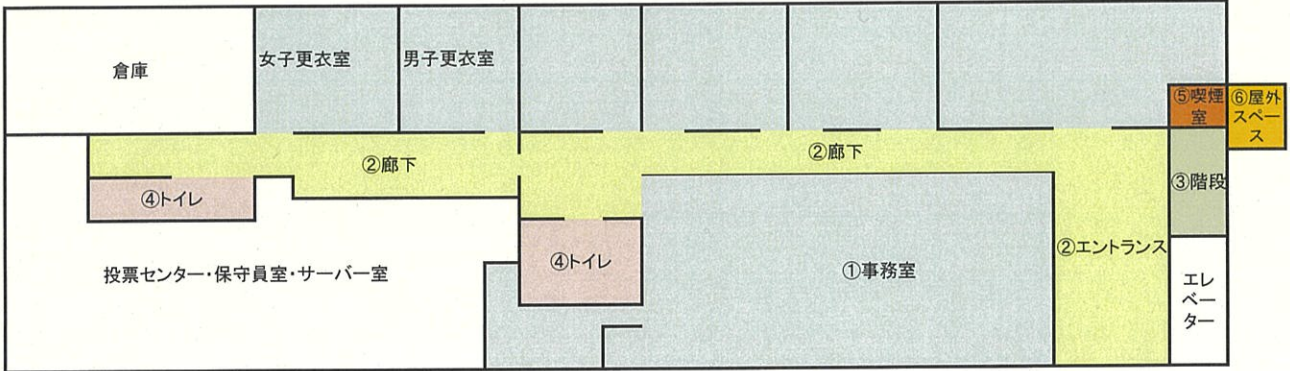 倉庫
女子更衣室
男子更衣室
⑤喫煙
室
⑥屋外
スペー
ス
②廊下
②廊下
④トイレ
③階段
②エントランス
④トイレ
①事務室
投票センター・保守員室・サーバー室
エレ
ベー
ター